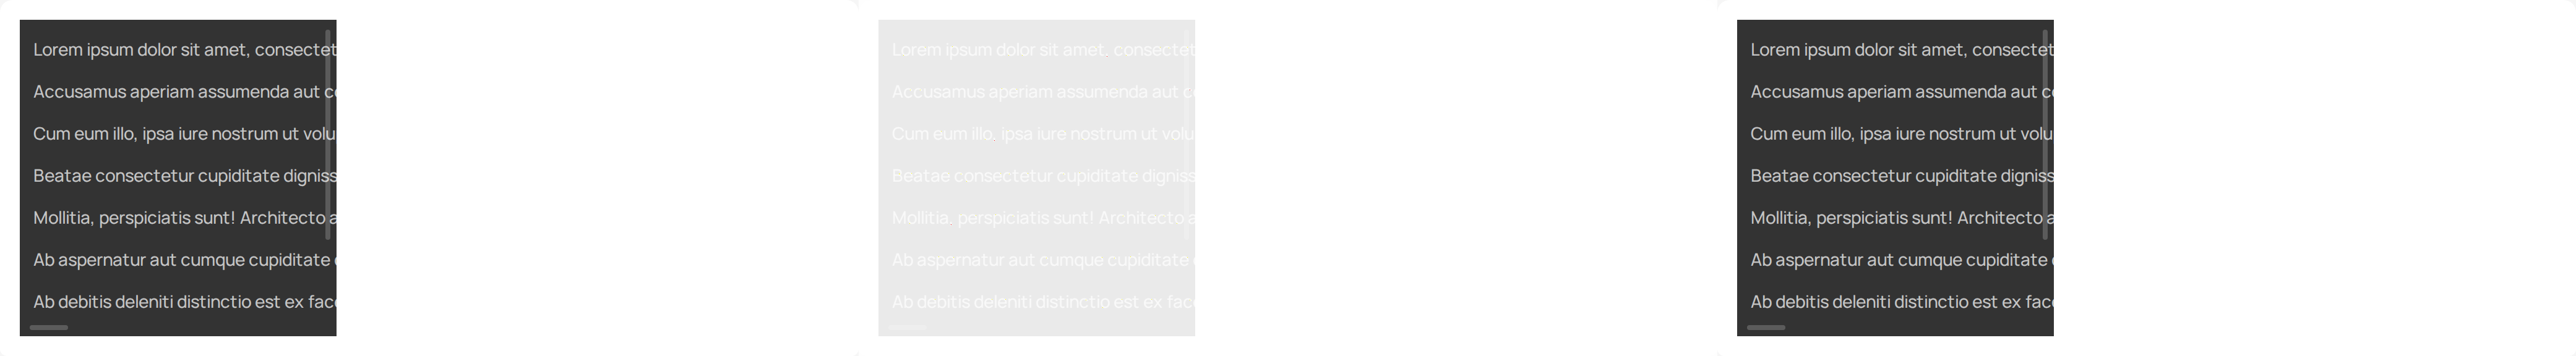 Lorem ipsum dolor sit amet, consectet
Accusamus aperiam assumenda aut
Cum eum illo, ipsa iure nostrum ut volu
Beatae consectetur cupiditate digniss
Mollitia, perspiciatis sunt! Architecto a
Ab aspernatur aut cumque cupiditate
Ab debitis deleniti distinctio est ex fac
Lorem ipsum dolor sit amet, consectet
Accusamus aperiam assumenda aut
Cum eum illo, ipsa iure nostrum ut volu
Beatae consectetur cupiditate digniss
Mollitia, perspiciatis sunt! Architecto a
Ab aspernatur aut cumque cupiditate
Ab debitis deleniti distinctio est ex fac
Lorem ipsum dolor sit amet, consectet
Accusamus aperiam assumenda aut
Cum eum illo, ipsa iure nostrum ut volu
Beatae consectetur cupiditate digniss
Mollitia, perspiciatis sunt! Architecto a
Ab aspernatur aut cumque cupiditate
Ab debitis deleniti distinctio est ex fac